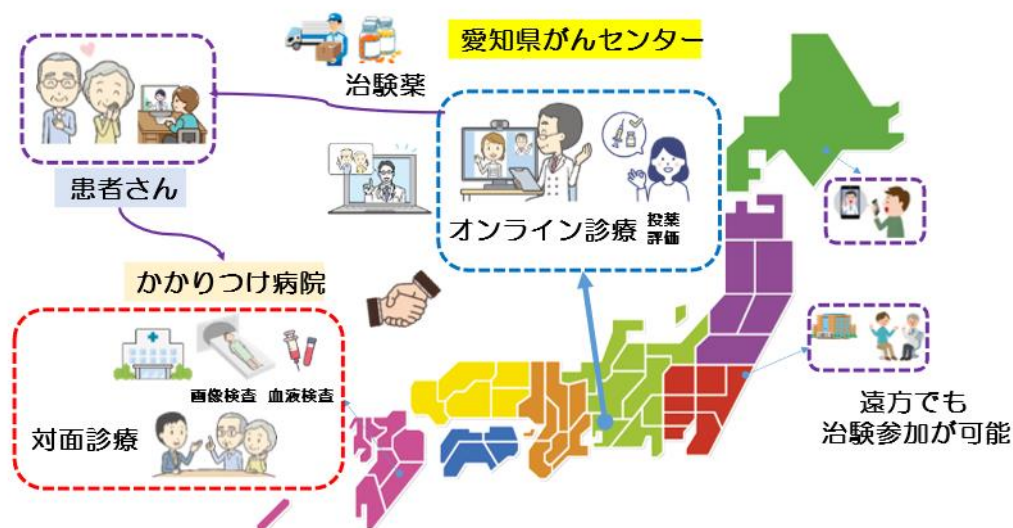 愛知県がんセンター
治験薬
患者さん
オンライン診療
投薬
評価
かかりつけ病院
画像検査
血液検査
対面診療
遠方でも
治験参加が可能